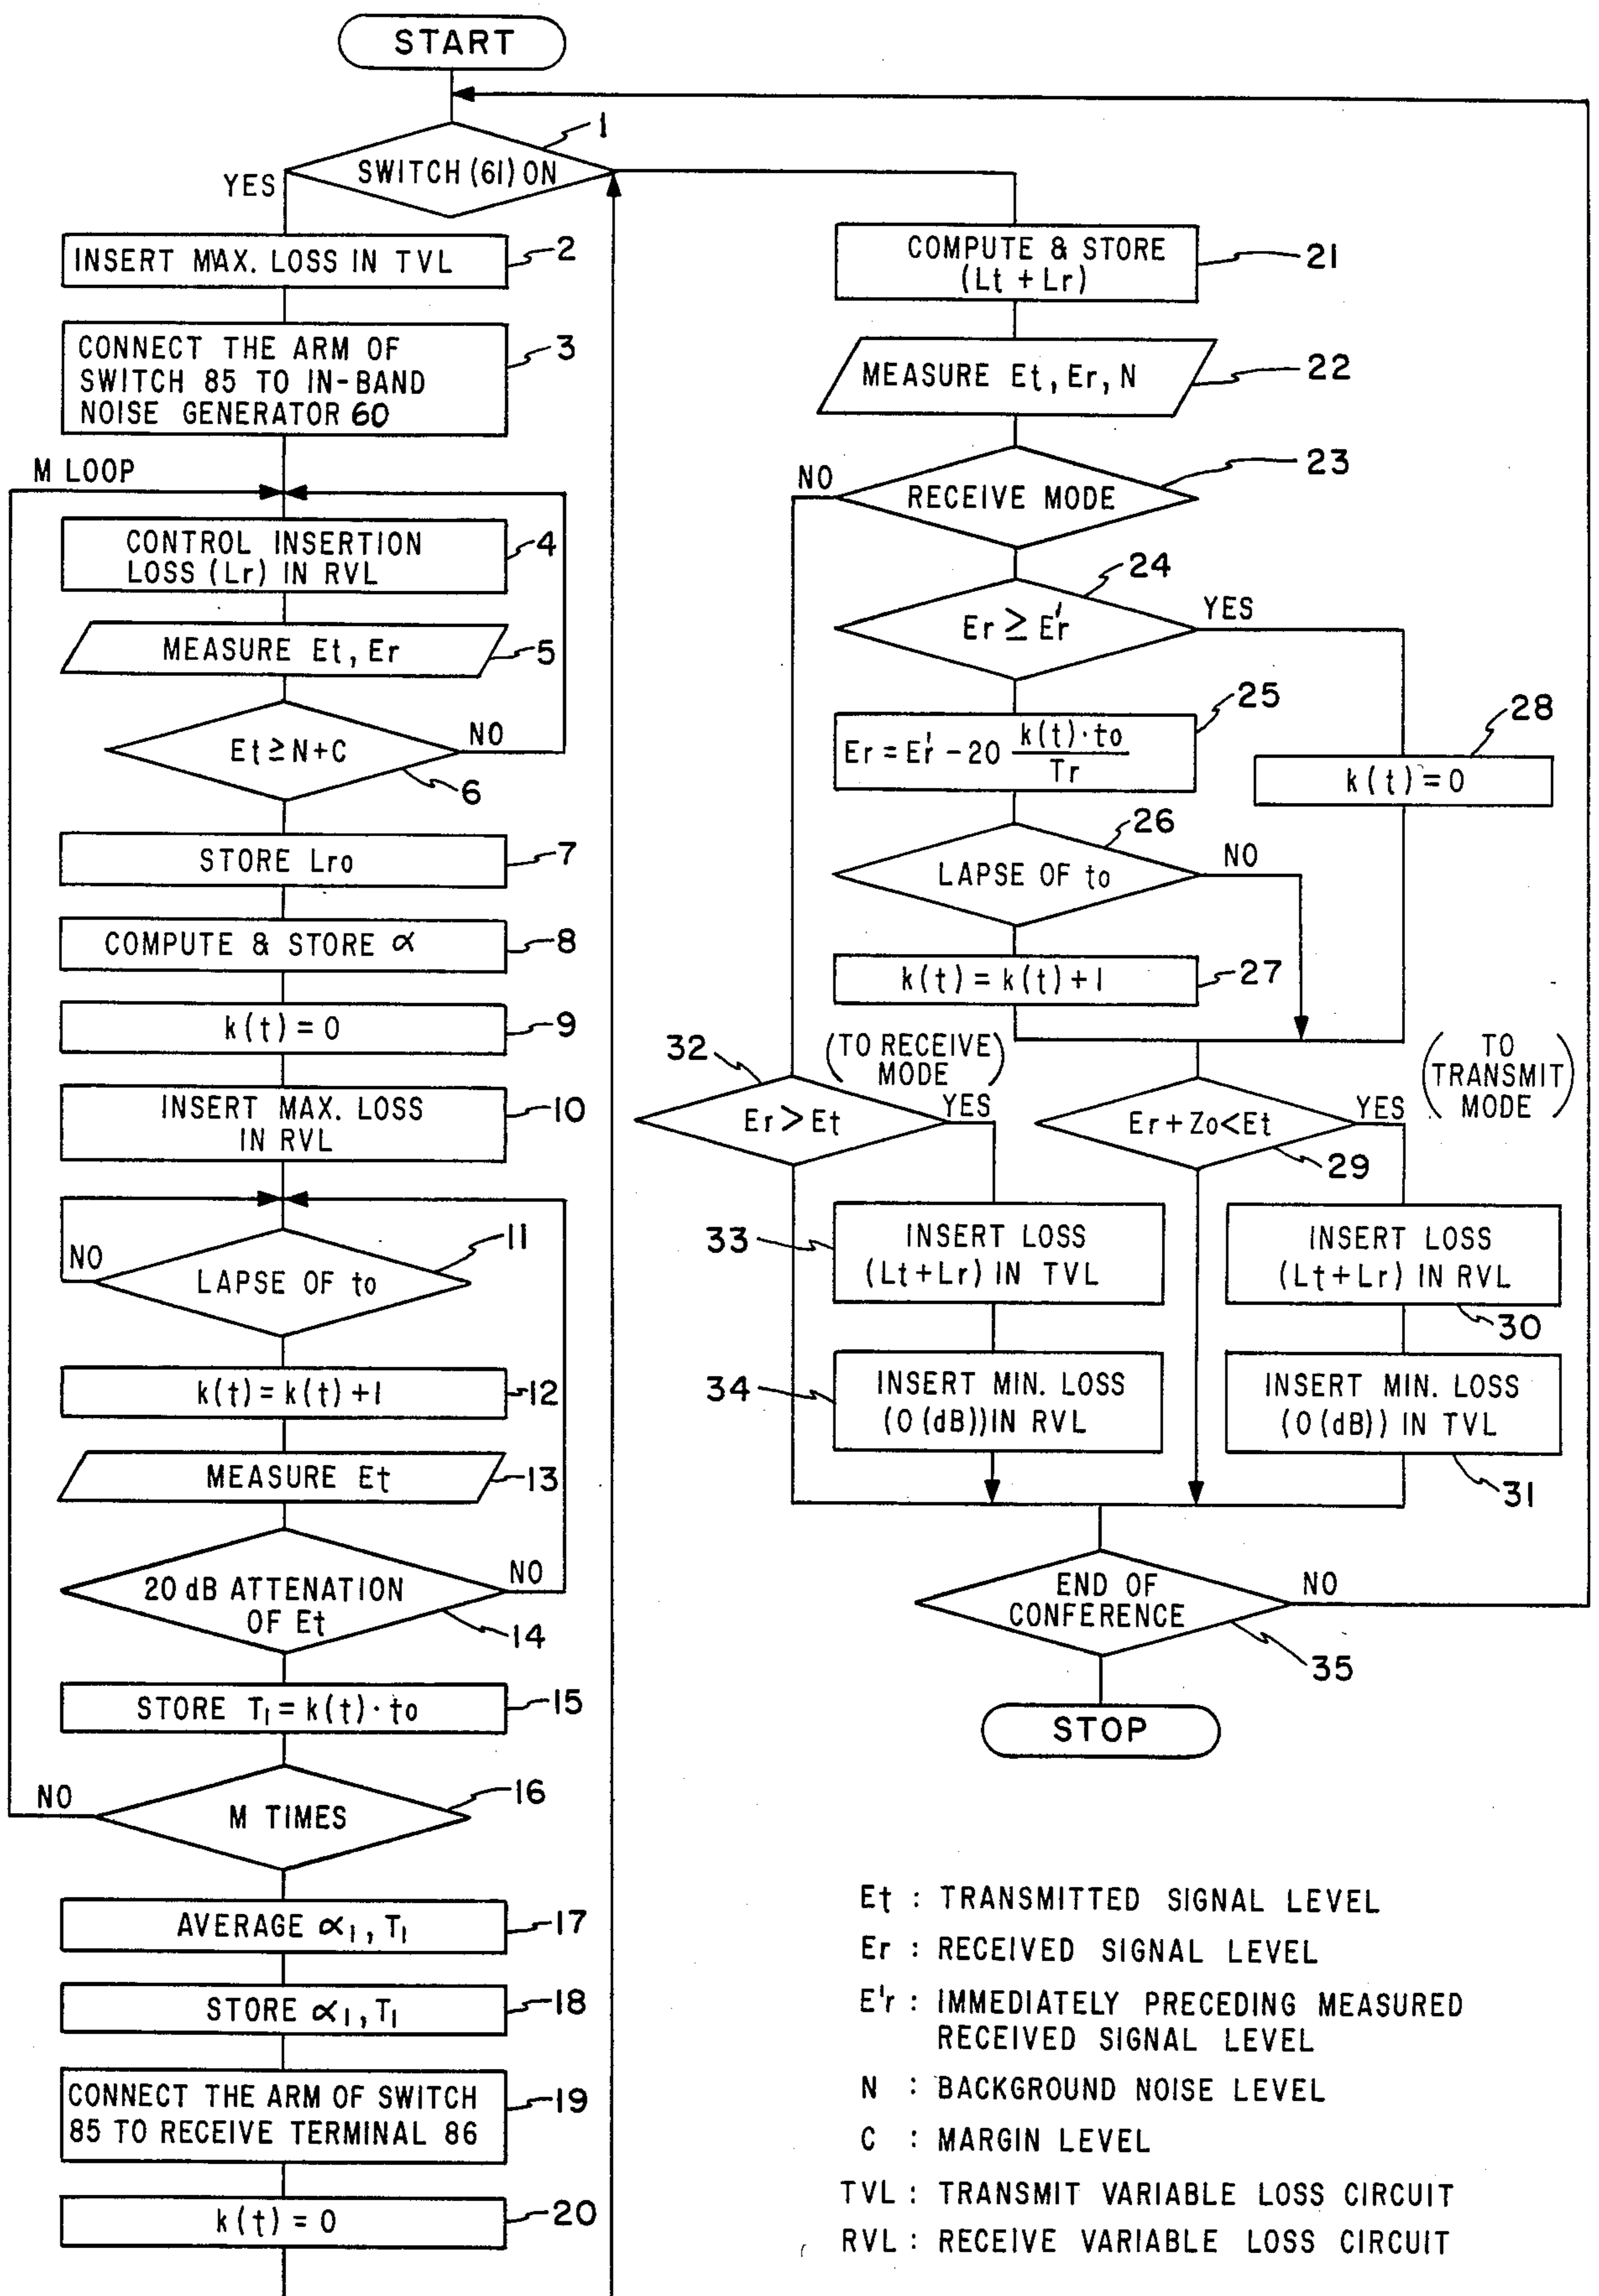 START
1
SWITCH (61) ON
YES
INSERT MAX. LOSS IN TVL
2
CONNECT THE ARM OF
SWITCH 85 TO IN-BAND
NOISE GENERATOR 60
3
M LOOP
CONTROL INSERTION
LOSS (Lr) IN RVL
4
MEASURE Et, Er
5
Et ≥ N+C
NO
6
STORE Lro
7
COMPUTE & STORE α
8
k(t) = 0
9
INSERT MAX. LOSS
IN RVL
10
11
NO
LAPSE OF to
k(t) = k(t)+1
12
MEASURE Et
13
20 dB ATTENATION
OF Et
NO
14
STORE T1 = k(t)·to
15
16
NO
M TIMES
AVERAGE α1, T1
17
STORE α1, T1
18
CONNECT THE ARM OF SWITCH
85 TO RECEIVE TERMINAL 86
19
k(t) = 0
20
COMPUTE & STORE
(Lt + Lr)
21
MEASURE Et, Er, N
22
23
NO
RECEIVE MODE
24
Er ≥ E'r
YES
25
Er = E'r - 20 k(t)·to / Tr
28
k(t) = 0
26
LAPSE OF to
NO
k(t) = k(t)+1
27
32
(TO RECEIVE
MODE)
(TO
TRANSMIT
MODE)
Er > Et
YES
Er + Zo < Et
YES
29
33
INSERT LOSS
(Lt+Lr) IN TVL
INSERT LOSS
(Lt+Lr) IN RVL
30
34
INSERT MIN. LOSS
(0 (dB)) IN RVL
INSERT MIN. LOSS
(0 (dB)) IN TVL
31
END OF
CONFERENCE
NO
35
STOP
Et : TRANSMITTED SIGNAL LEVEL
Er : RECEIVED SIGNAL LEVEL
E'r : IMMEDIATELY PRECEDING MEASURED
RECEIVED SIGNAL LEVEL
N : BACKGROUND NOISE LEVEL
C : MARGIN LEVEL
TVL : TRANSMIT VARIABLE LOSS CIRCUIT
RVL : RECEIVE VARIABLE LOSS CIRCUIT